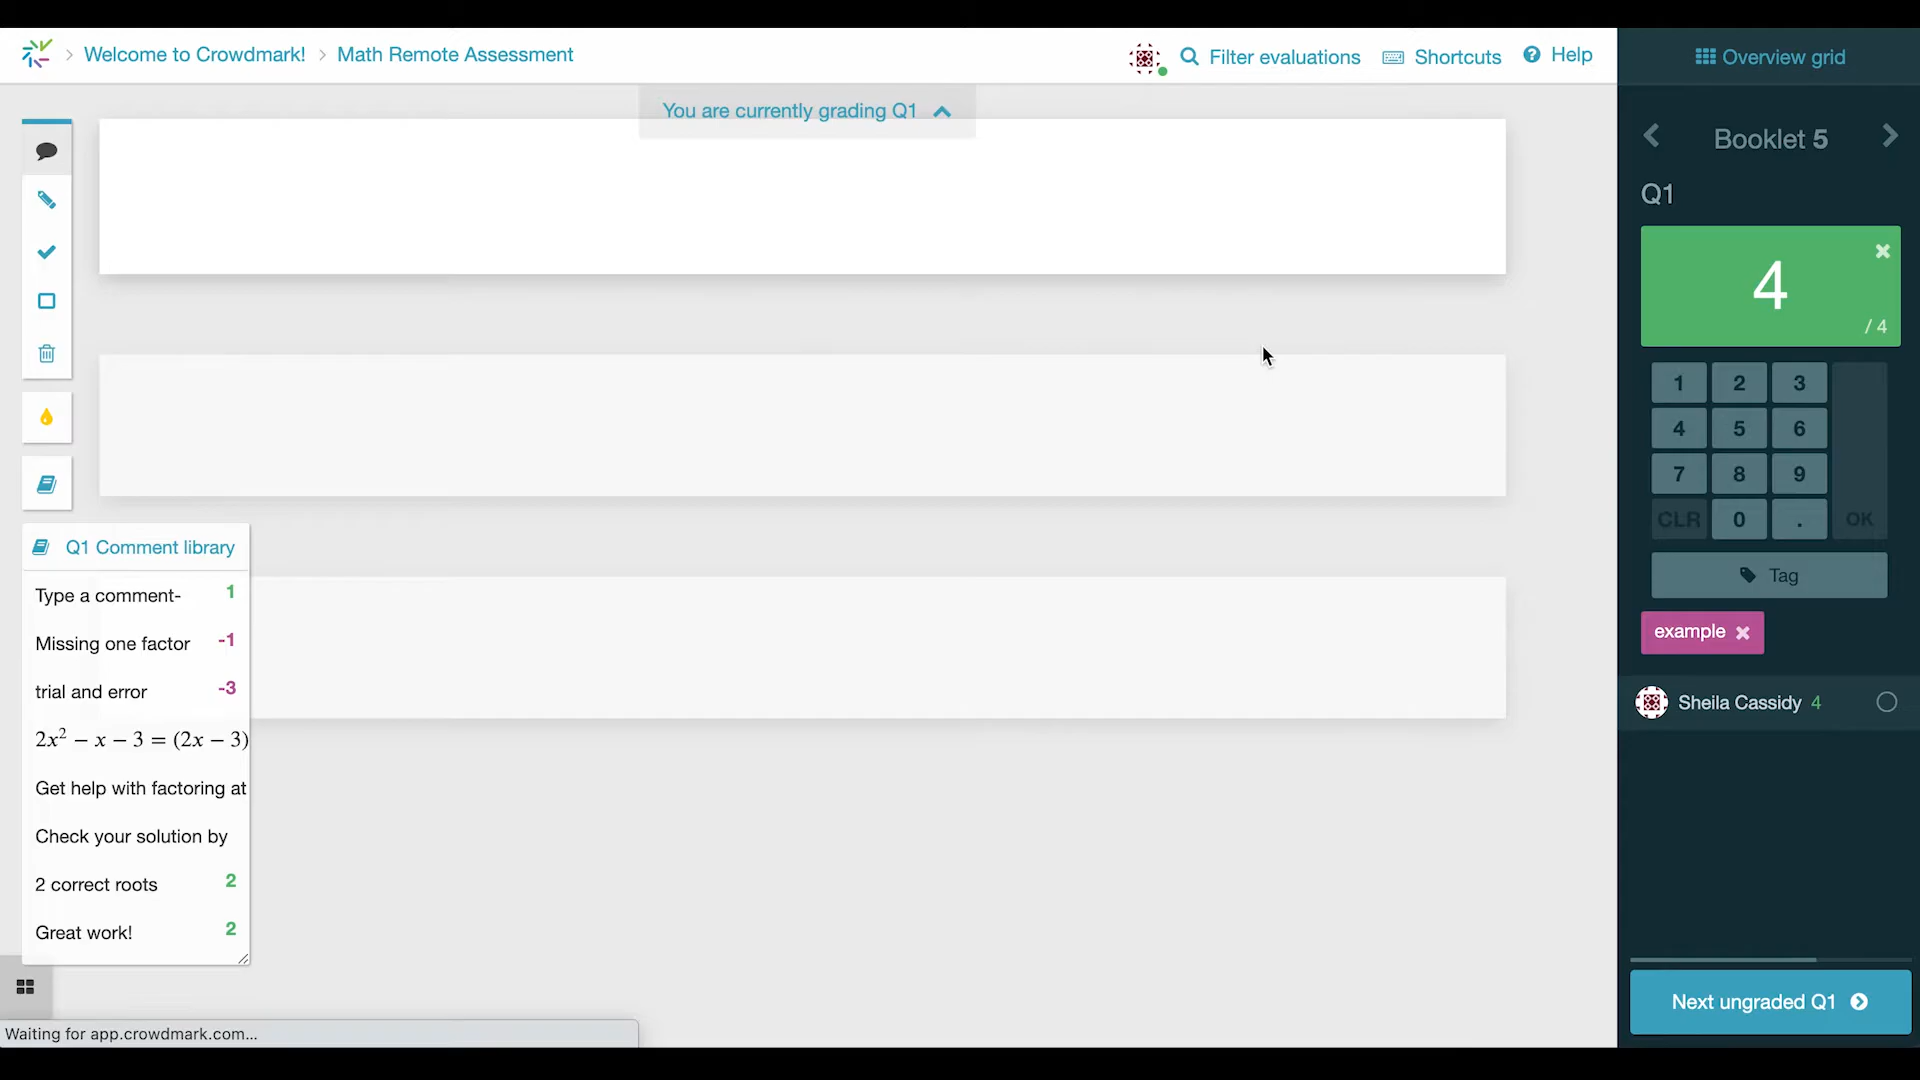 Welcome to Crowdmark!
Math Remote Assessment
Filter evaluations
Shortcuts
Help
Overview grid
You are currently grading Q1
Booklet 5
Q1
4
/ 4
1 2 3
4 5 6
7 8 9
CLR 0 . OK
Tag
example
Sheila Cassidy 4
Q1 Comment library
Type a comment- 1
Missing one factor -1
trial and error -3
2x² − x − 3 = (2x − 3)
Get help with factoring at
Check your solution by
2 correct roots 2
Great work! 2
Next ungraded Q1
Waiting for app.crowdmark.com...